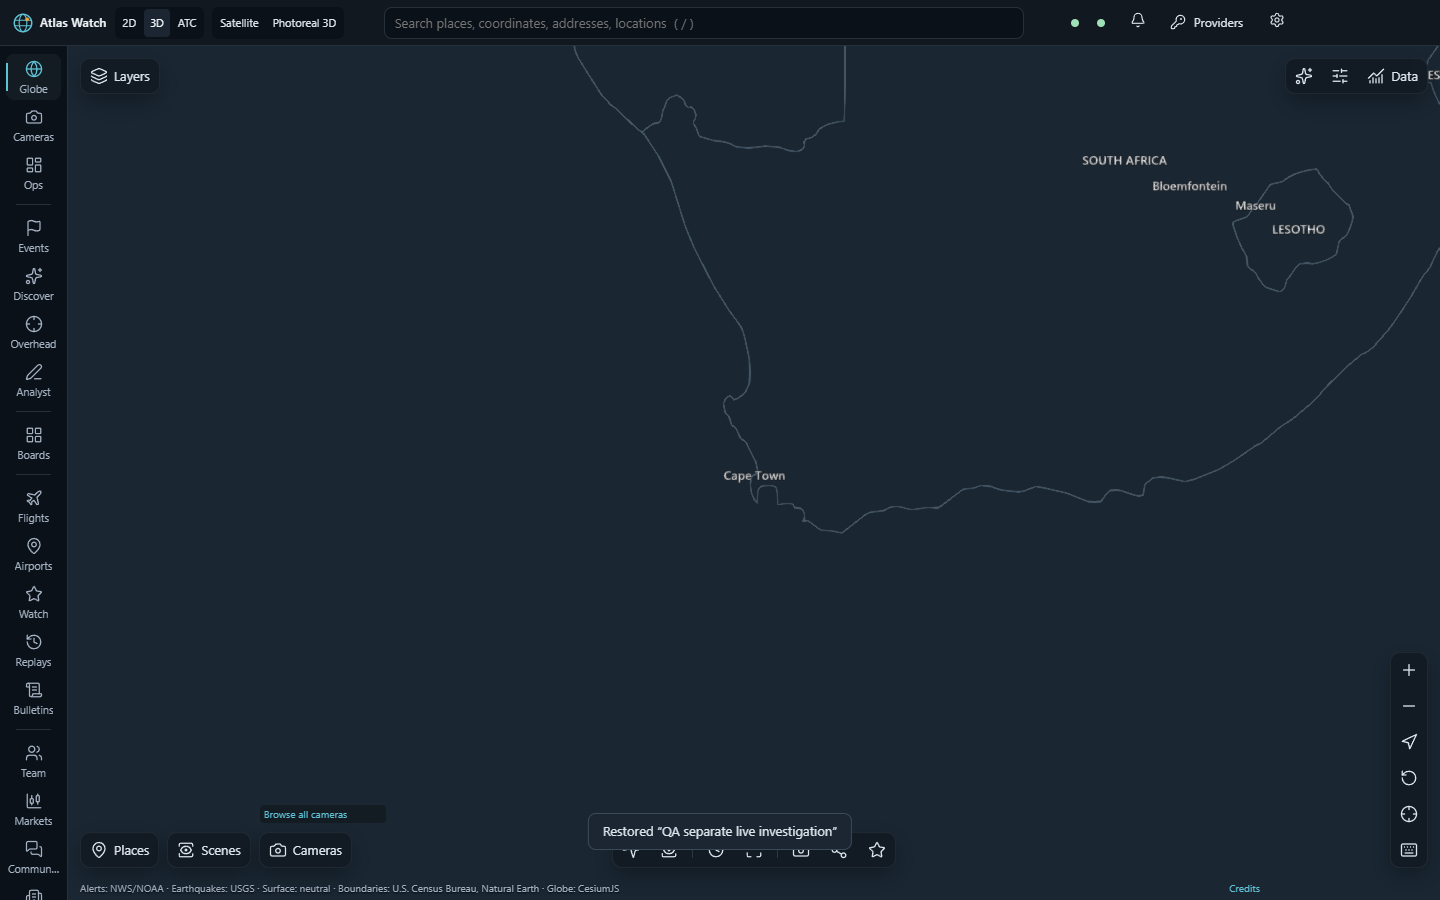 Atlas Watch
2D
3D
ATC
Satellite
Photoreal 3D
Search places, coordinates, addresses, locations ( / )
Providers
Globe
Cameras
Ops
Events
Discover
Overhead
Analyst
Boards
Flights
Airports
Watch
Replays
Bulletins
Team
Markets
Commun...
Layers
Data
ES
SOUTH AFRICA
Bloemfontein
Maseru
LESOTHO
Cape Town
Browse all cameras
Places
Scenes
Cameras
Restored “QA separate live investigation”
Alerts: NWS/NOAA · Earthquakes: USGS · Surface: neutral · Boundaries: U.S. Census Bureau, Natural Earth · Globe: CesiumJS
Credits